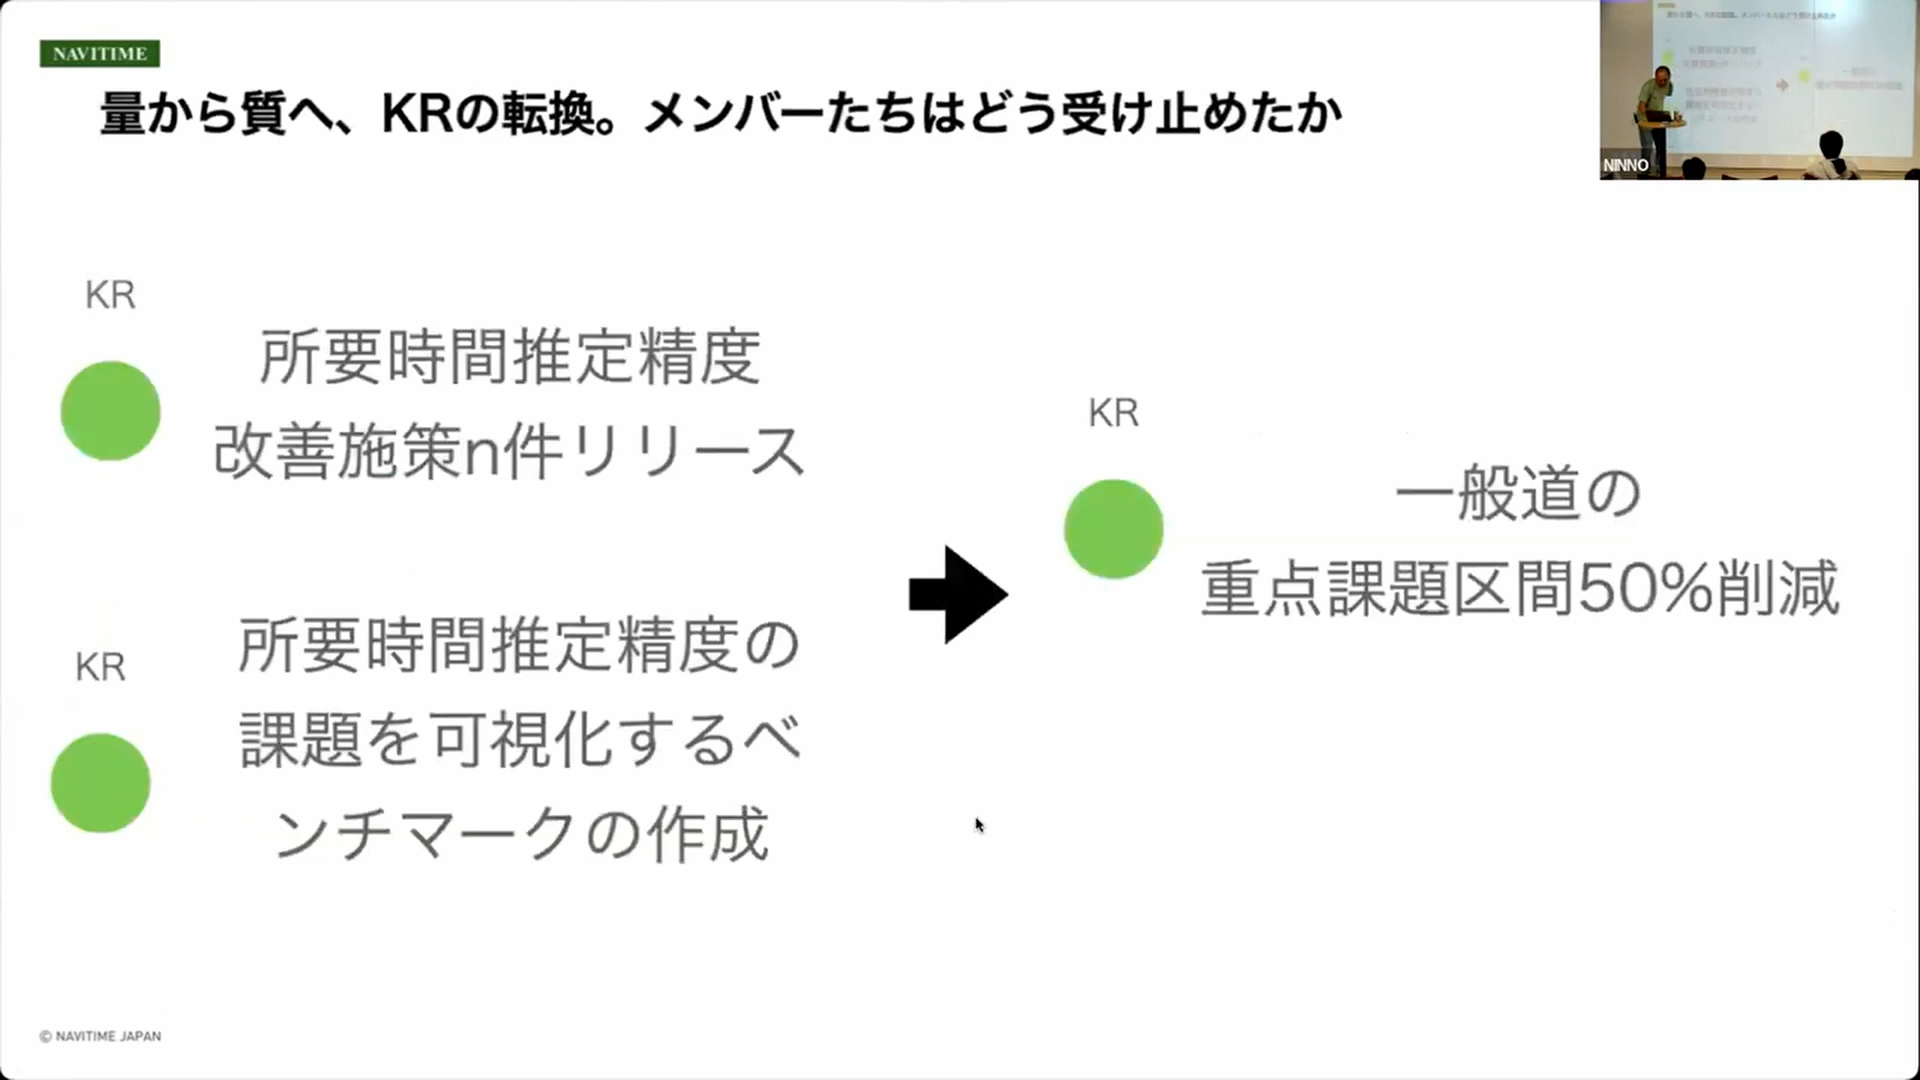 NAVITIME
量から質へ、KRの転換。メンバーたちはどう受け止めたか
NINNO
KR
所要時間推定精度
改善施策n件リリース
KR
所要時間推定精度の
課題を可視化するべ
ンチマークの作成
KR
一般道の
重点課題区間50%削減
© NAVITIME JAPAN